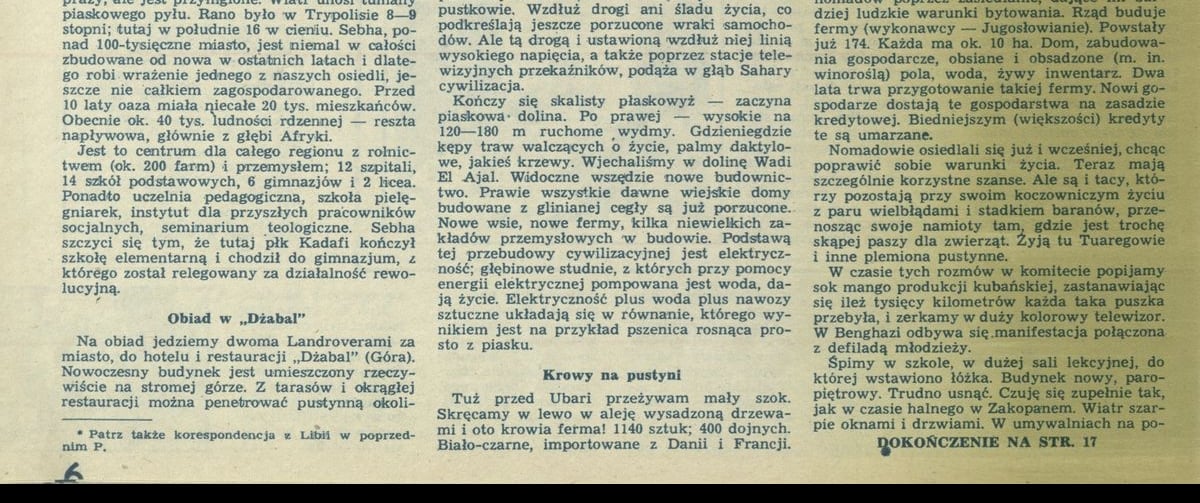 prazy, ale jest przyjemne. Wiatr unosi tumany
piaskowego pyłu. Rano było w Trypolisie 8—9
stopni; tutaj w południe 16 w cieniu. Sebha, po-
nad 100-tysięczne miasto, jest niemal w całości
zbudowane od nowa w ostatnich latach i dlate-
go robi wrażenie jednego z naszych osiedli, je-
szcze nie całkiem zagospodarowanego. Przed
10 laty oaza miała niecałe 20 tys. mieszkańców.
Obecnie ok. 40 tys. ludności rdzennej — reszta
napływowa, głównie z głębi Afryki.
Jest to centrum dla całego regionu z rolnic-
twem (ok. 200 farm) i przemysłem; 12 szpitali,
14 szkół podstawowych, 6 gimnazjów i 2 licea.
Ponadto uczelnia pedagogiczna, szkoła pielę-
gniarek, instytut dla przyszłych pracowników
socjalnych, seminarium teologiczne. Sebha
szczyci się tym, że tutaj płk Kadafi kończył
szkołę elementarną i chodził do gimnazjum, z
którego został relegowany za działalność rewo-
lucyjną.
Obiad w „Dżabal”
Na obiad jedziemy dwoma Landroverami za
miasto, do hotelu i restauracji „Dżabal” (Góra).
Nowoczesny budynek jest umieszczony rzeczy-
wiście na stromej górze. Z tarasów i okrągłej
restauracji można penetrować pustynną okoli-
* Patrz także korespondencja z Libii w poprzed-
nim P.
6
pustkowie. Wzdłuż drogi ani śladu życia, co
podkreślają jeszcze porzucone wraki samocho-
dów. Ale tą drogą i ustawioną wzdłuż niej linią
wysokiego napięcia, a także poprzez stacje tele-
wizyjnych przekaźników, podąża w głąb Sahary
cywilizacja.
Kończy się skalisty płaskowyż — zaczyna
piaskowa dolina. Po prawej — wysokie na
120—180 m ruchome wydmy. Gdzieniegdzie
kępy traw walczących o życie, palmy daktylo-
we, jakieś krzewy. Wjechaliśmy w dolinę Wadi
El Ajal. Widoczne wszędzie nowe budownic-
two. Prawie wszystkie dawne wiejskie domy
budowane z glinianej cegły są już porzucone.
Nowe wsie, nowe fermy, kilka niewielkich za-
kładów przemysłowych w budowie. Podstawą
tej przebudowy cywilizacyjnej jest elektrycz-
ność; głębinowe studnie, z których przy pomocy
energii elektrycznej pompowana jest woda, da-
ją życie. Elektryczność plus woda plus nawozy
sztuczne układają się w równanie, którego wy-
nikiem jest na przykład pszenica rosnąca pro-
sto z piasku.
Krowy na pustyni
Tuż przed Ubari przeżywam mały szok.
Skręcamy w lewo w aleję wysadzoną drzewa-
mi i oto krowia ferma! 1140 sztuk; 400 dojnych.
Biało-czarne, importowane z Danii i Francji.
dziej ludzkie warunki bytowania. Rząd buduje
fermy (wykonawcy — Jugosłowianie). Powstały
już 174. Każda ma ok. 10 ha. Dom, zabudowa-
nia gospodarcze, obsiane i obsadzone (m. in.
winoroślą) pola, woda, żywy inwentarz. Dwa
lata trwa przygotowanie takiej fermy. Nowi go-
spodarze dostają te gospodarstwa na zasadzie
kredytowej. Biedniejszym (większości) kredyty
te są umarzane.
Nomadowie osiedlali się już i wcześniej, chcąc
poprawić sobie warunki życia. Teraz mają
szczególnie korzystne szanse. Ale są i tacy, któ-
rzy pozostają przy swoim koczowniczym życiu
z paru wielbłądami i stadkiem baranów, prze-
nosząc swoje namioty tam, gdzie jest trochę
skąpej paszy dla zwierząt. Żyją tu Tuaregowie
i inne plemiona pustynne.
W czasie tych rozmów w komitecie popijamy
sok mango produkcji kubańskiej, zastanawiając
się ileż tysięcy kilometrów każda taka puszka
przebyła, i zerkamy w duży kolorowy telewizor.
W Benghazi odbywa się manifestacja połączona
z defiladą młodzieży.
Śpimy w szkole, w dużej sali lekcyjnej, do
której wstawiono łóżka. Budynek nowy, paro-
piętrowy. Trudno usnąć. Czuję się zupełnie tak,
jak w czasie halnego w Zakopanem. Wiatr szar-
pie oknami i drzwiami. W umywalniach na po-
DOKOŃCZENIE NA STR. 17